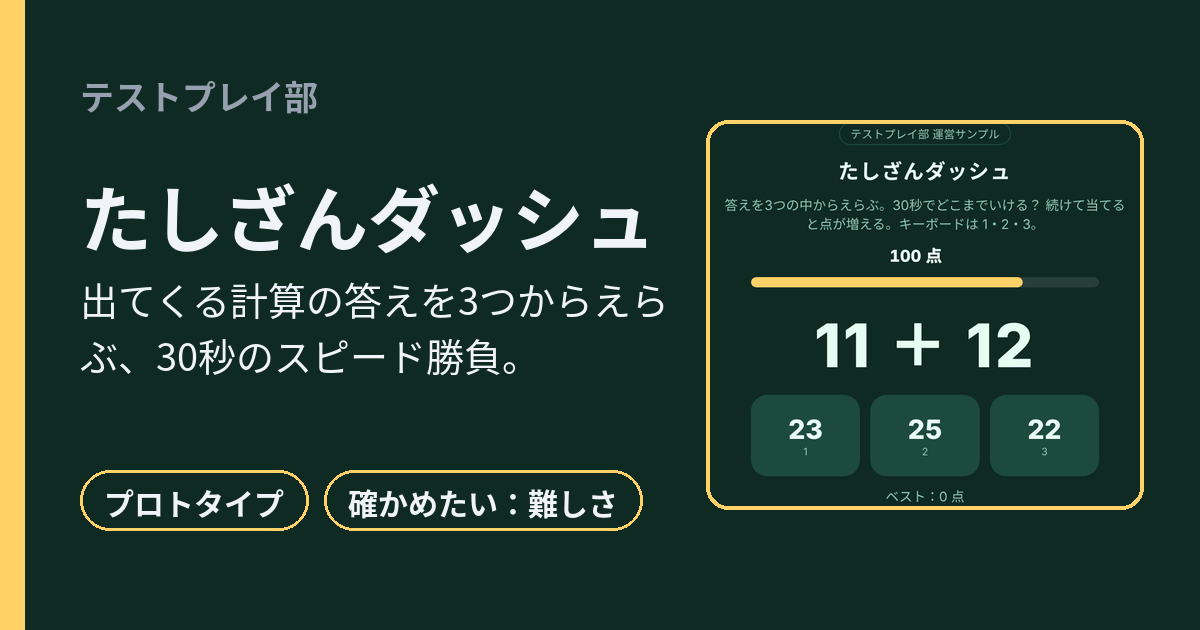 テストプレイ部
たしざんダッシュ
出てくる計算の答えを3つからえら
ぶ、30秒のスピード勝負。
プロトタイプ
確かめたい：難しさ
テストプレイ部 運営サンプル
たしざんダッシュ
答えを3つの中からえらぶ。30秒でどこまでいける？ 続けて当てる
と点が増える。キーボードは 1・2・3。
100 点
11 + 12
23
1
25
2
22
3
ベスト：0 点